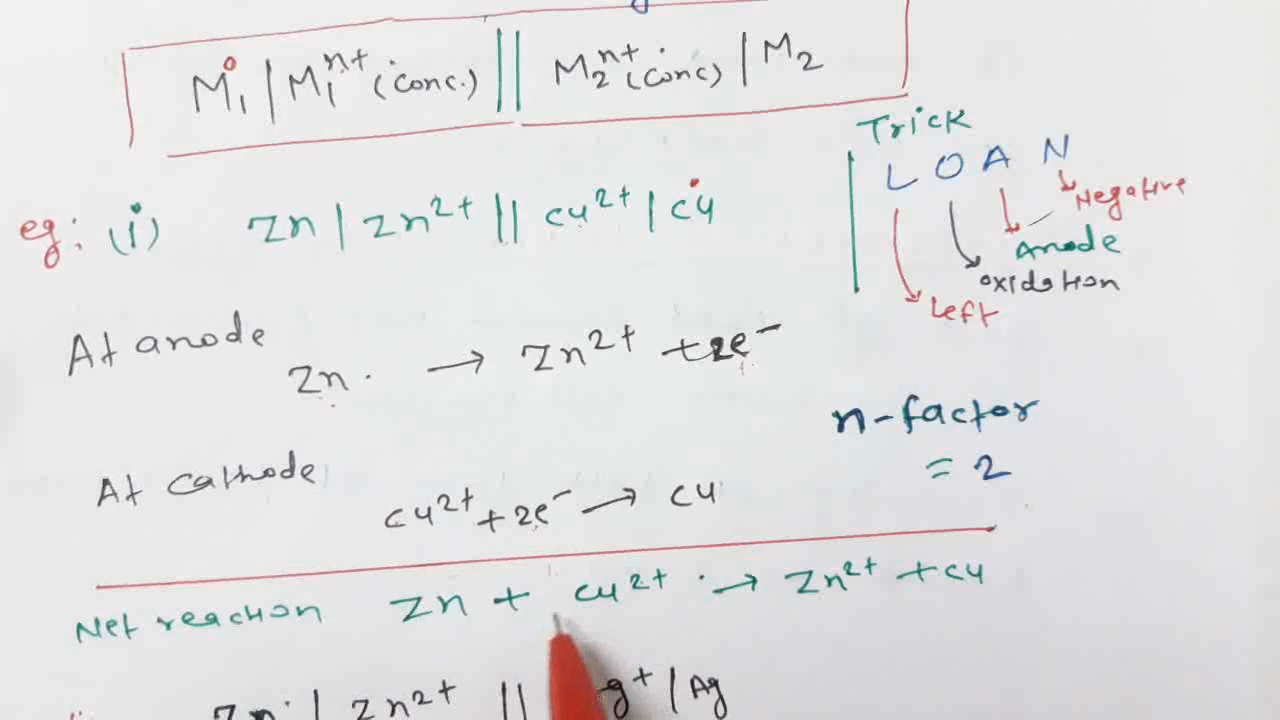 M₁° | M₁ⁿ⁺ (conc.) || M₂ⁿ⁺ (conc) | M₂
Trick
L O A N
Negative
Anode
oxidation
Left
eg: (i) Zn | Zn²⁺ || Cu²⁺ | Cu
At anode
Zn → Zn²⁺ + 2e⁻
n-factor
= 2
At Cathode
Cu²⁺ + 2e⁻ → Cu
Net reaction Zn + Cu²⁺ → Zn²⁺ + Cu
Zn | Zn²⁺ || g⁺ | Ag